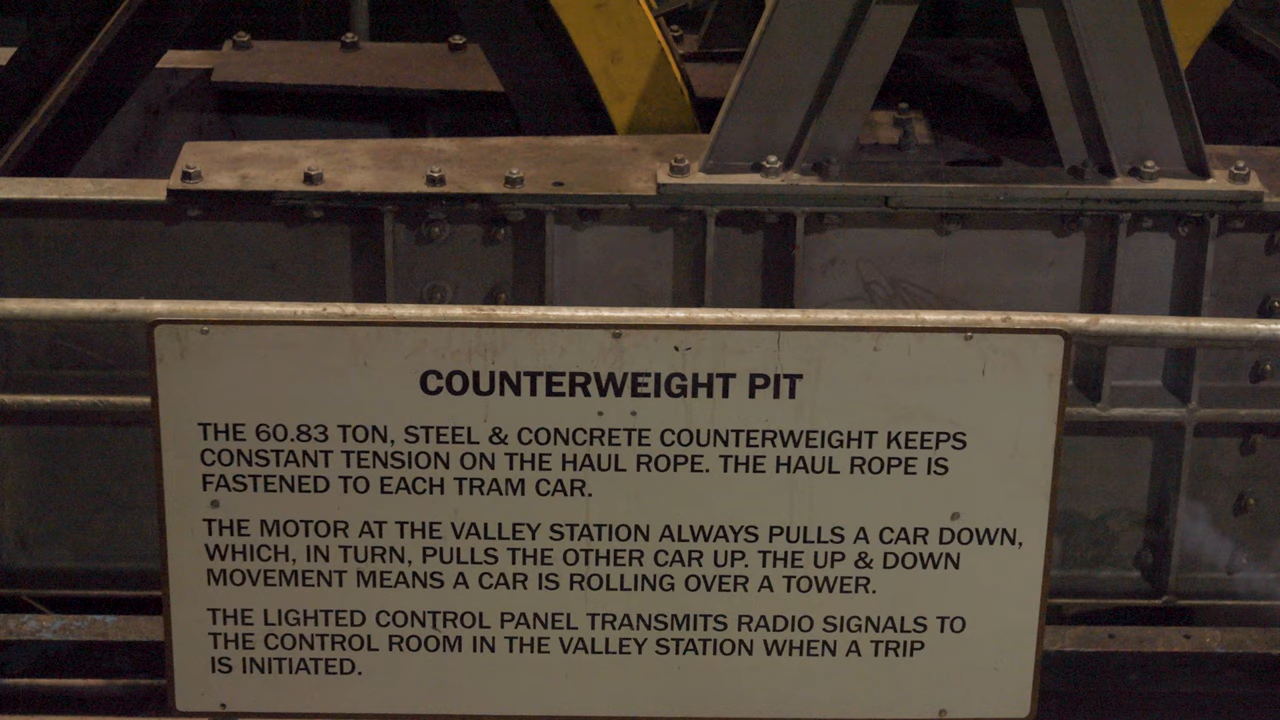 COUNTERWEIGHT PIT
THE 60.83 TON, STEEL & CONCRETE COUNTERWEIGHT KEEPS
CONSTANT TENSION ON THE HAUL ROPE. THE HAUL ROPE IS
FASTENED TO EACH TRAM CAR.
THE MOTOR AT THE VALLEY STATION ALWAYS PULLS A CAR DOWN,
WHICH, IN TURN, PULLS THE OTHER CAR UP. THE UP & DOWN
MOVEMENT MEANS A CAR IS ROLLING OVER A TOWER.
THE LIGHTED CONTROL PANEL TRANSMITS RADIO SIGNALS TO
THE CONTROL ROOM IN THE VALLEY STATION WHEN A TRIP
IS INITIATED.